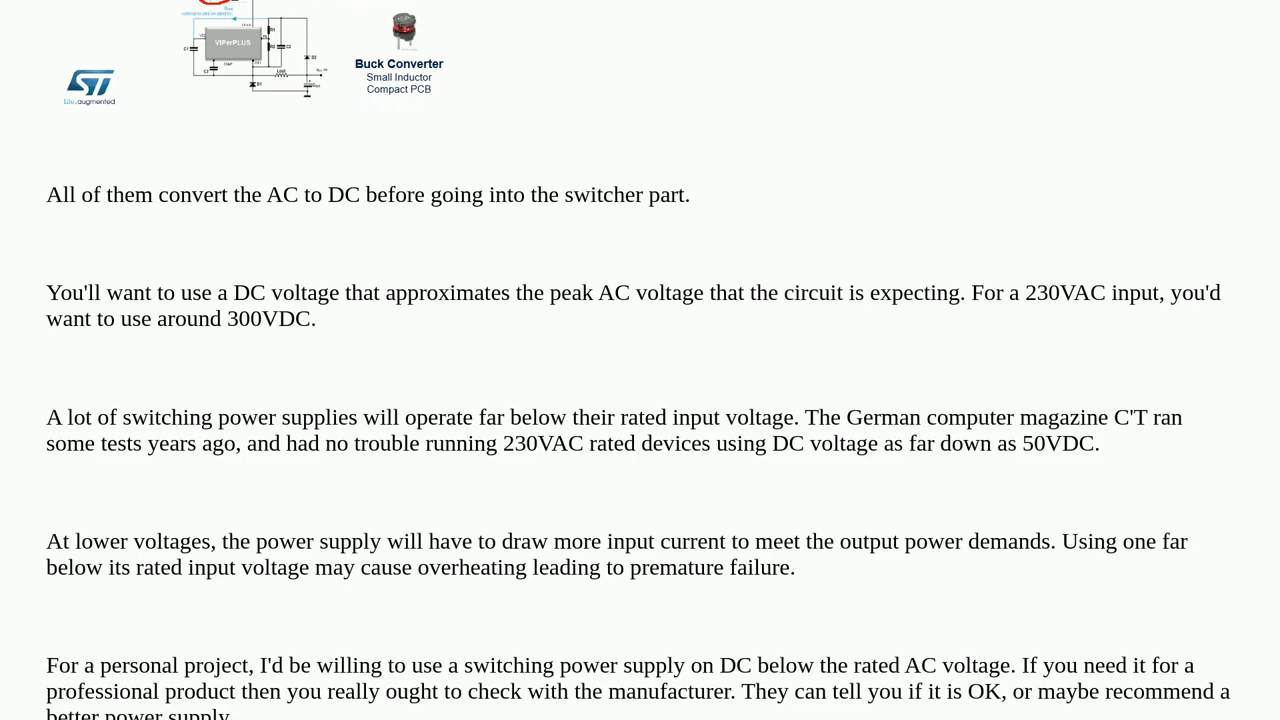 VIPerPLUS
Buck Converter
Small Inductor
Compact PCB
life.augmented
All of them convert the AC to DC before going into the switcher part.
You'll want to use a DC voltage that approximates the peak AC voltage that the circuit is expecting. For a 230VAC input, you'd
want to use around 300VDC.
A lot of switching power supplies will operate far below their rated input voltage. The German computer magazine C'T ran
some tests years ago, and had no trouble running 230VAC rated devices using DC voltage as far down as 50VDC.
At lower voltages, the power supply will have to draw more input current to meet the output power demands. Using one far
below its rated input voltage may cause overheating leading to premature failure.
For a personal project, I'd be willing to use a switching power supply on DC below the rated AC voltage. If you need it for a
professional product then you really ought to check with the manufacturer. They can tell you if it is OK, or maybe recommend a
better power supply.